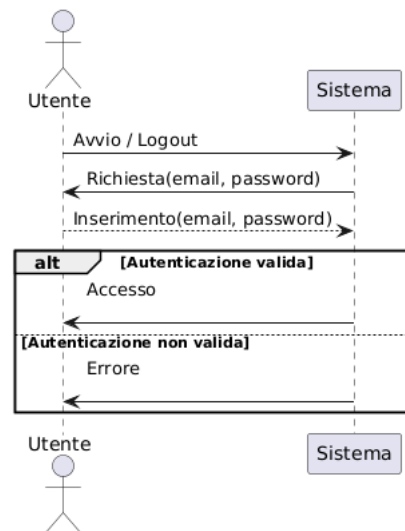 Utente
Sistema
Avvio / Logout
Richiesta(email, password)
Inserimento(email, password)
alt [Autenticazione valida]
Accesso
[Autenticazione non valida]
Errore
Utente
Sistema